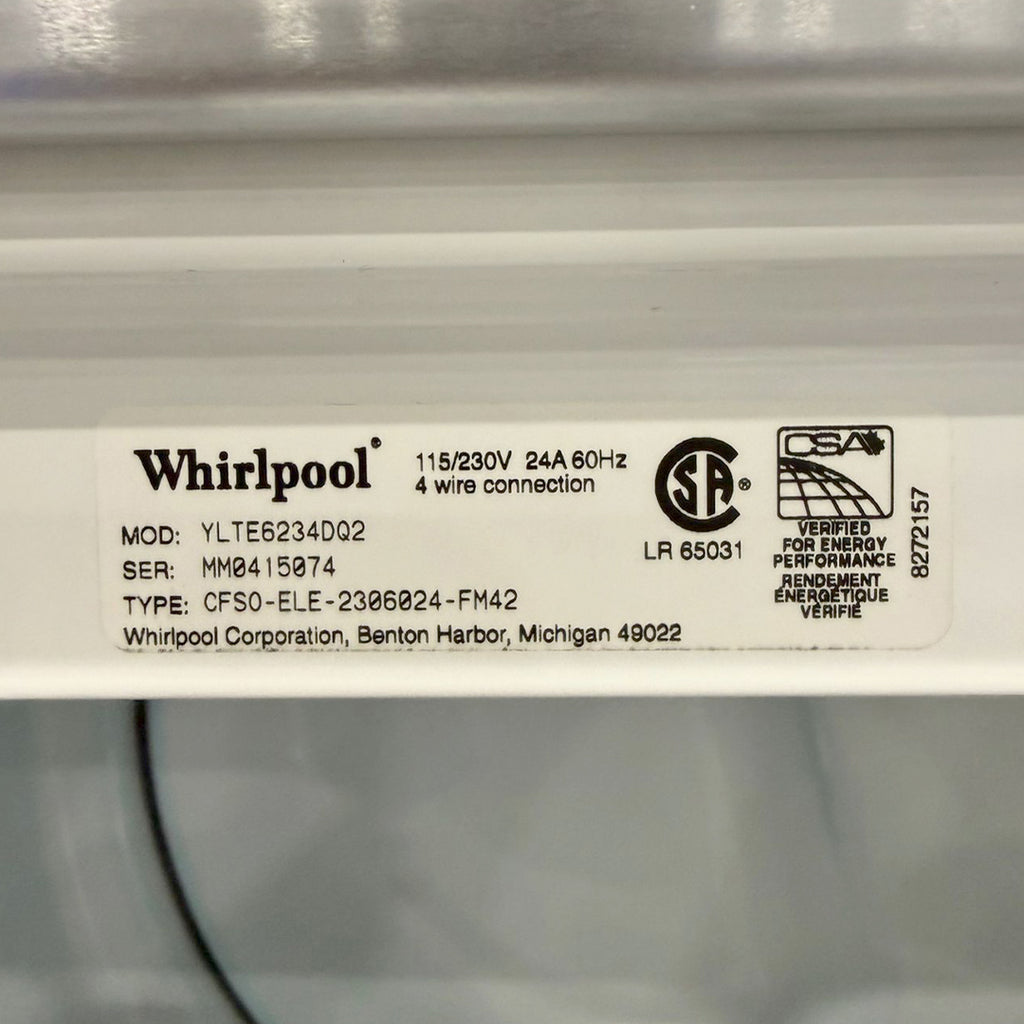 Whirlpool®
115/230V 24A 60Hz
4 wire connection
MOD: YLTE6234DQ2
SER: MM0415074
TYPE: CFSO-ELE-2306024-FM42
Whirlpool Corporation, Benton Harbor, Michigan 49022
SA®
LR 65031
CSA
VERIFIED
FOR ENERGY
PERFORMANCE
RENDEMENT
ÉNERGÉTIQUE
VÉRIFIÉ
8272157